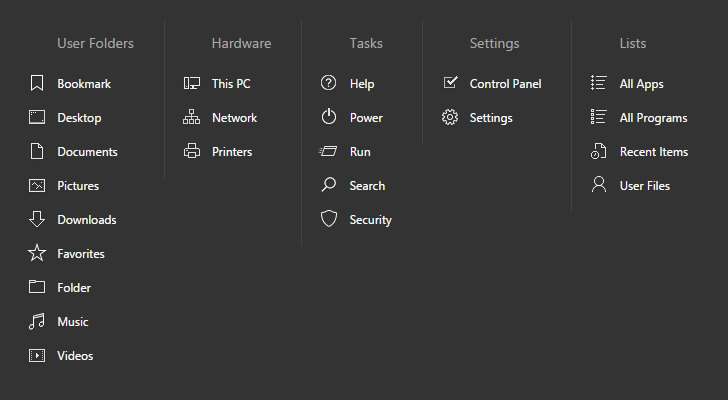 User Folders
Bookmark
Desktop
Documents
Pictures
Downloads
Favorites
Folder
Music
Videos
Hardware
This PC
Network
Printers
Tasks
Help
Power
Run
Search
Security
Settings
Control Panel
Settings
Lists
All Apps
All Programs
Recent Items
User Files